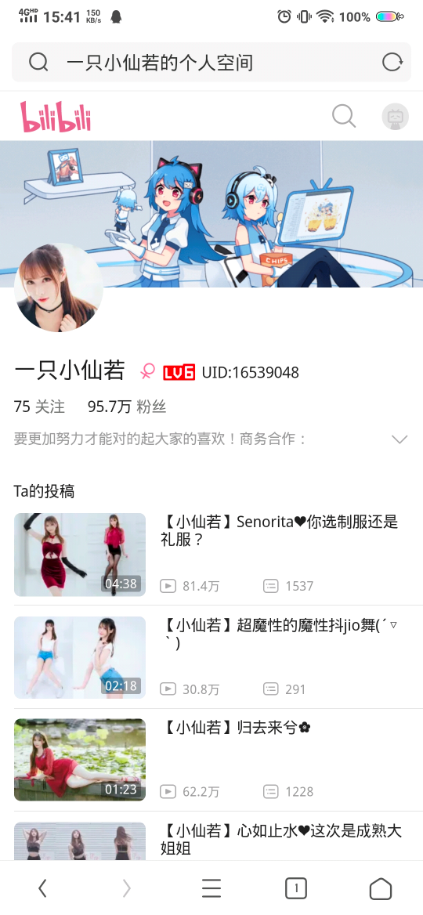 4G HD 15:41 150 KB/s 100%
一只小仙若的个人空间
bilibili
CHIPS
一只小仙若 LV6 UID:16539048
75 关注 95.7万 粉丝
要更加努力才能对的起大家的喜欢！商务合作：
Ta的投稿
【小仙若】Senorita♥你选制服还是
礼服？
04:38
81.4万 1537
【小仙若】超魔性的魔性抖jio舞(´▿
｀)
02:18
30.8万 291
【小仙若】归去来兮✿
01:23
62.2万 1228
【小仙若】心如止水♥这次是成熟大
姐姐
1